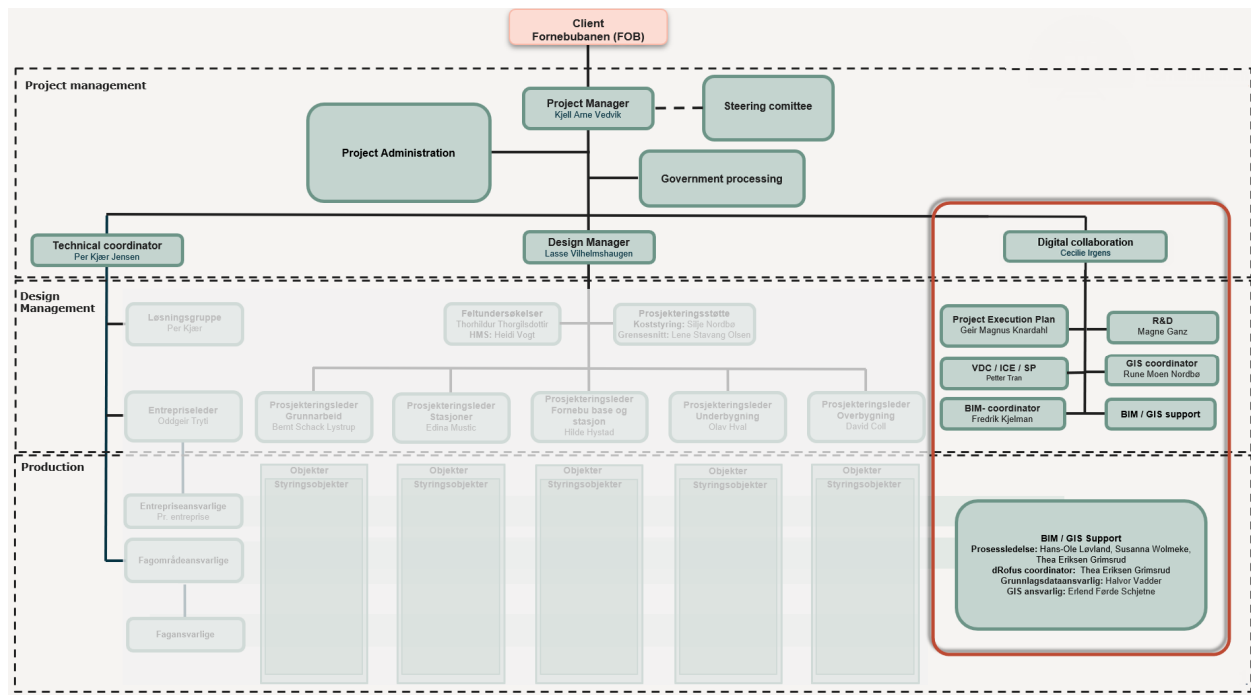 Client
Fornebubanen (FOB)
Project management
Project Manager
Kjell Arne Vedvik
Steering comittee
Project Administration
Government processing
Technical coordinator
Per Kjær Jensen
Design Manager
Lasse Vilhelmshaugen
Digital collaboration
Cecilie Irgens
Design
Management
Løsningsgruppe
Per Kjær
Feltundersøkelser
Thorhildur Thorgilsdottir
HMS: Heidi Vogt
Prosjekteringsstøtte
Koststyring: Silje Nordbø
Grensesnitt: Lene Stavang Olsen
Project Execution Plan
Geir Magnus Knardahl
R&D
Magne Ganz
VDC / ICE / SP
Petter Tran
GIS coordinator
Rune Moen Nordbø
BIM- coordinator
Fredrik Kjelman
BIM / GIS support
Entrepriseleder
Oddgeir Tryti
Prosjekteringsleder
Grunnarbeid
Bernt Schack Lystrup
Prosjekteringsleder
Stasjoner
Edina Mustic
Prosjekteringsleder
Fornebu base og
stasjon
Hilde Hystad
Prosjekteringsleder
Underbygning
Olav Hval
Prosjekteringsleder
Overbygning
David Coll
Production
Objekter
Styringsobjekter
Objekter
Styringsobjekter
Objekter
Styringsobjekter
Objekter
Styringsobjekter
Objekter
Styringsobjekter
Entrepriseansvarlige
Pr. entreprise
Fagområdeansvarlige
Fagansvarlige
BIM / GIS Support
Prosessledelse: Hans-Ole Løvland, Susanna Wolmeke,
Thea Eriksen Grimsrud
dRofus coordinator: Thea Eriksen Grimsrud
Grunnlagsdataansvarlig: Halvor Vadder
GIS ansvarlig: Erlend Førde Schjetne